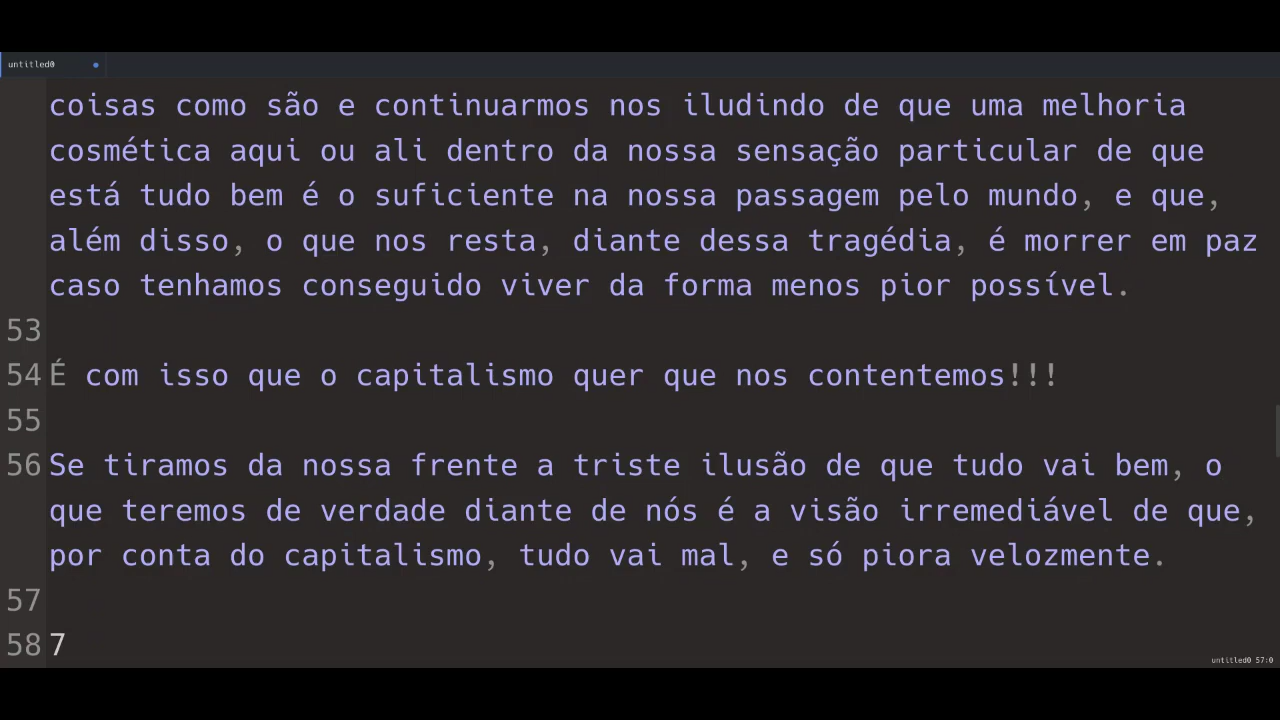 untitled0
coisas como são e continuarmos nos iludindo de que uma melhoria
cosmética aqui ou ali dentro da nossa sensação particular de que
está tudo bem é o suficiente na nossa passagem pelo mundo, e que,
além disso, o que nos resta, diante dessa tragédia, é morrer em paz
caso tenhamos conseguido viver da forma menos pior possível.
53
54 É com isso que o capitalismo quer que nos contentemos!!!
55
56 Se tiramos da nossa frente a triste ilusão de que tudo vai bem, o
que teremos de verdade diante de nós é a visão irremediável de que,
por conta do capitalismo, tudo vai mal, e só piora velozmente.
57
58 7
untitled0 57:0